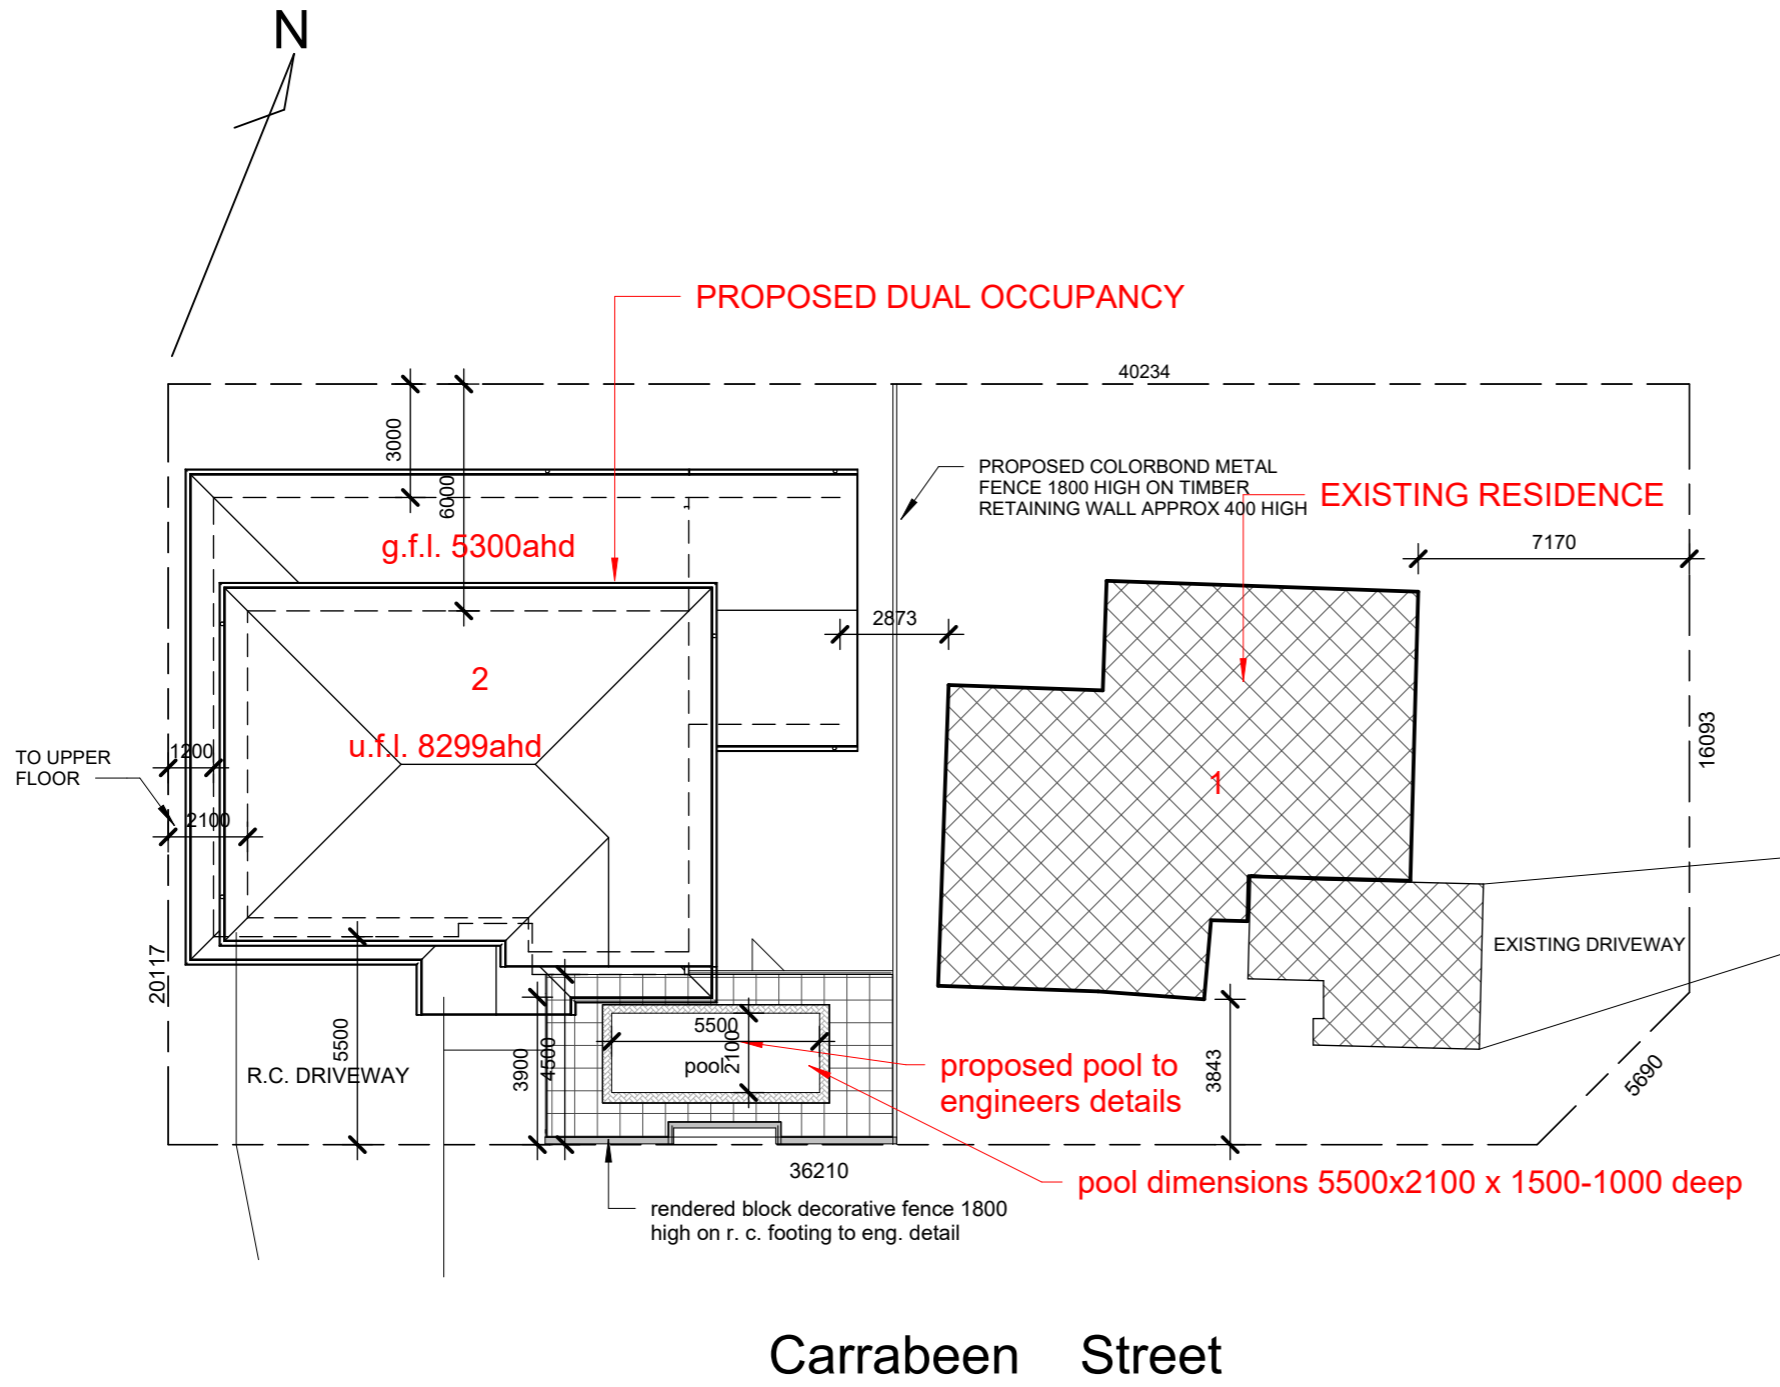 N
PROPOSED DUAL OCCUPANCY
40234
3000
6000
PROPOSED COLORBOND METAL
FENCE 1800 HIGH ON TIMBER
RETAINING WALL APPROX 400 HIGH
EXISTING RESIDENCE
7170
g.f.l. 5300ahd
2873
2
u.f.l. 8299ahd
1200
TO UPPER
FLOOR
2100
1
16093
20117
EXISTING DRIVEWAY
5500
R.C. DRIVEWAY
3900
4500
5500
2100
pool
proposed pool to
engineers details
3843
5690
36210
pool dimensions 5500x2100 x 1500-1000 deep
rendered block decorative fence 1800
high on r. c. footing to eng. detail
Carrabeen Street